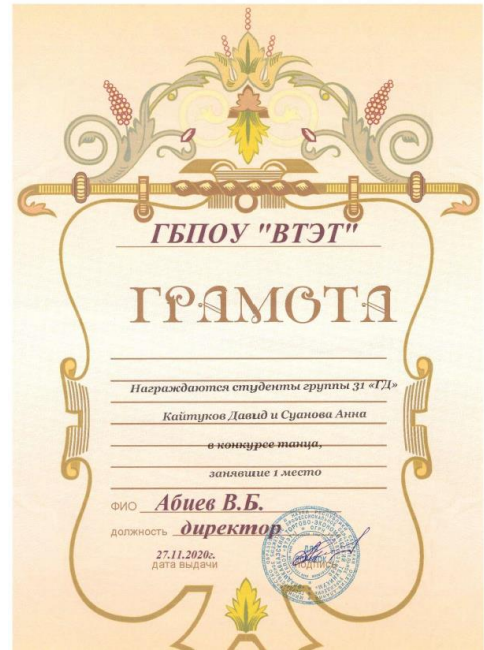 ГБПОУ "ВТЭТ"
ГРАМОТА
Награждаются студенты группы 31 «ГД»
Кайтуков Давид и Суанова Анна
в конкурсе танца,
занявшие 1 место
ФИО Абиев В.Б.
должность директор
27.11.2020г.
дата выдачи
подпись